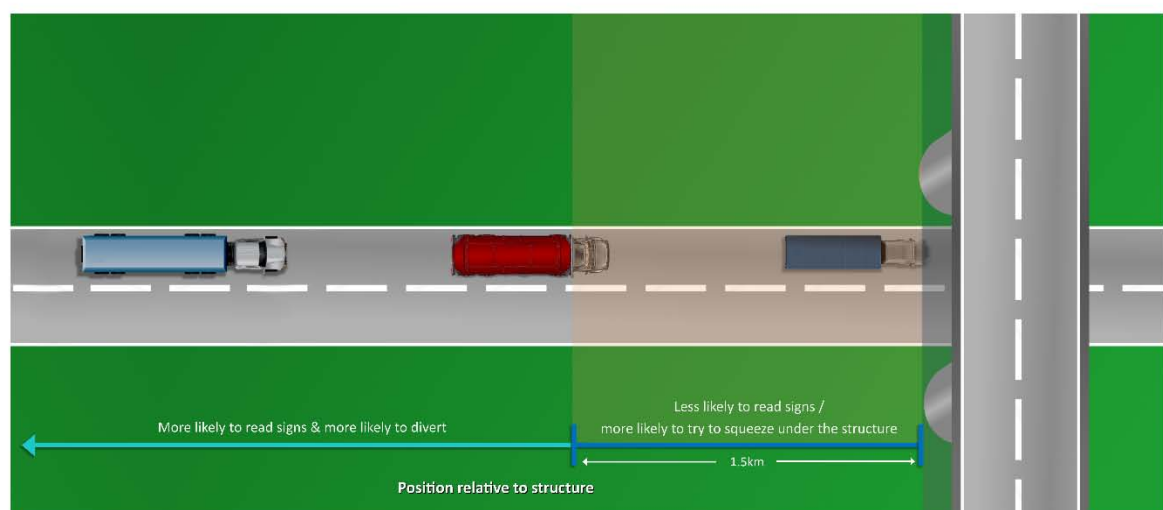 More likely to read signs & more likely to divert
Less likely to read signs /
more likely to try to squeeze under the structure
1.5km
Position relative to structure